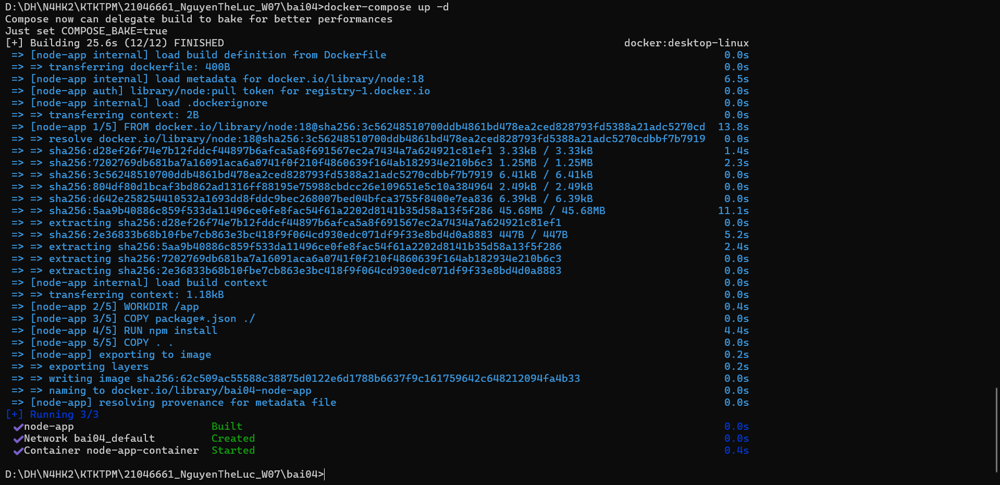 D:\DH\N4HK2\KTKTPM\21046661_NguyenTheLuc_W07\bai04>docker-compose up -d
Compose now can delegate build to bake for better performances
Just set COMPOSE_BAKE=true
[+] Building 25.6s (12/12) FINISHED docker:desktop-linux
=> [node-app internal] load build definition from Dockerfile 0.0s
=> => transferring dockerfile: 400B 0.0s
=> [node-app internal] load metadata for docker.io/library/node:18 6.5s
=> [node-app auth] library/node:pull token for registry-1.docker.io 0.0s
=> [node-app internal] load .dockerignore 0.0s
=> => transferring context: 2B 0.0s
=> [node-app 1/5] FROM docker.io/library/node:18@sha256:3c56248510700ddb4861bd478ea2ced828793fd5388a21adc5270cd 13.8s
=> => resolve docker.io/library/node:18@sha256:3c56248510700ddb4861bd478ea2ced828793fd5388a21adc5270cdbbf7b7919 0.0s
=> => sha256:d28ef26f74e7b12fddcf44897b6afca5a8f691567ec2a7434a7a624921c81ef1 3.33kB / 3.33kB 1.4s
=> => sha256:7202769db681ba7a16091aca6a0741f0f210f4860639f164ab182934e210b6c3 1.25MB / 1.25MB 2.3s
=> => sha256:3c56248510700ddb4861bd478ea2ced828793fd5388a21adc5270cdbbf7b7919 6.41kB / 6.41kB 0.0s
=> => sha256:804df80d1bcaf3bd862ad1316ff88195e75988cbdcc26e109651e5c10a384964 2.49kB / 2.49kB 0.0s
=> => sha256:d642e258254410532a1693dd8fddc9bec268007bed04bfca3755f8400e7ea836 6.39kB / 6.39kB 0.0s
=> => sha256:5aa9b40886c859f533da11496ce0fe8fac54f61a2202d8141b35d58a13f5f286 45.68MB / 45.68MB 11.1s
=> => extracting sha256:d28ef26f74e7b12fddcf44897b6afca5a8f691567ec2a7434a7a624921c81ef1 0.0s
=> => sha256:2e36833b68b10fbe7cb863e3bc418f9f064cd930edc071df9f33e8bd4d0a8883 447B / 447B 5.2s
=> => extracting sha256:5aa9b40886c859f533da11496ce0fe8fac54f61a2202d8141b35d58a13f5f286 2.4s
=> => extracting sha256:7202769db681ba7a16091aca6a0741f0f210f4860639f164ab182934e210b6c3 0.0s
=> => extracting sha256:2e36833b68b10fbe7cb863e3bc418f9f064cd930edc071df9f33e8bd4d0a8883 0.0s
=> [node-app internal] load build context 0.0s
=> => transferring context: 1.18kB 0.0s
=> [node-app 2/5] WORKDIR /app 0.4s
=> [node-app 3/5] COPY package*.json ./ 0.0s
=> [node-app 4/5] RUN npm install 4.4s
=> [node-app 5/5] COPY . . 0.0s
=> [node-app] exporting to image 0.2s
=> => exporting layers 0.2s
=> => writing image sha256:62c509ac55588c38875d0122e6d1788b6637f9c161759642c648212094fa4b33 0.0s
=> => naming to docker.io/library/bai04-node-app 0.0s
=> [node-app] resolving provenance for metadata file 0.0s
[+] Running 3/3
✔node-app Built 0.0s
✔Network bai04_default Created 0.0s
✔Container node-app-container Started 0.4s
D:\DH\N4HK2\KTKTPM\21046661_NguyenTheLuc_W07\bai04>